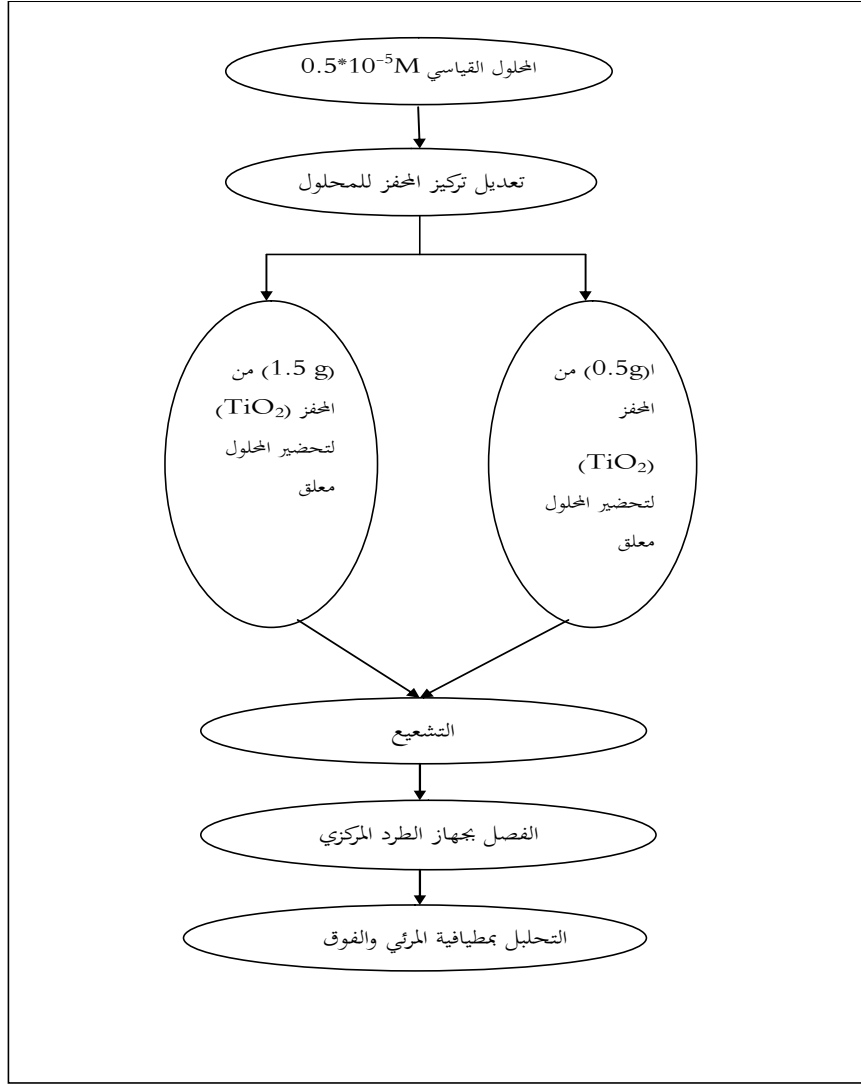 المحلول القياسي 0.5*10⁻⁵M
تعديل تركيز المحفز للمحلول
ا(0.5g) من
المحفز
(TiO₂)
لتحضير المحلول
معلق
(1.5 g) من
المحفز (TiO₂)
لتحضير المحلول
معلق
التشعيع
الفصل بجهاز الطرد المركزي
التحلبل بمطيافية المرئي والفوق